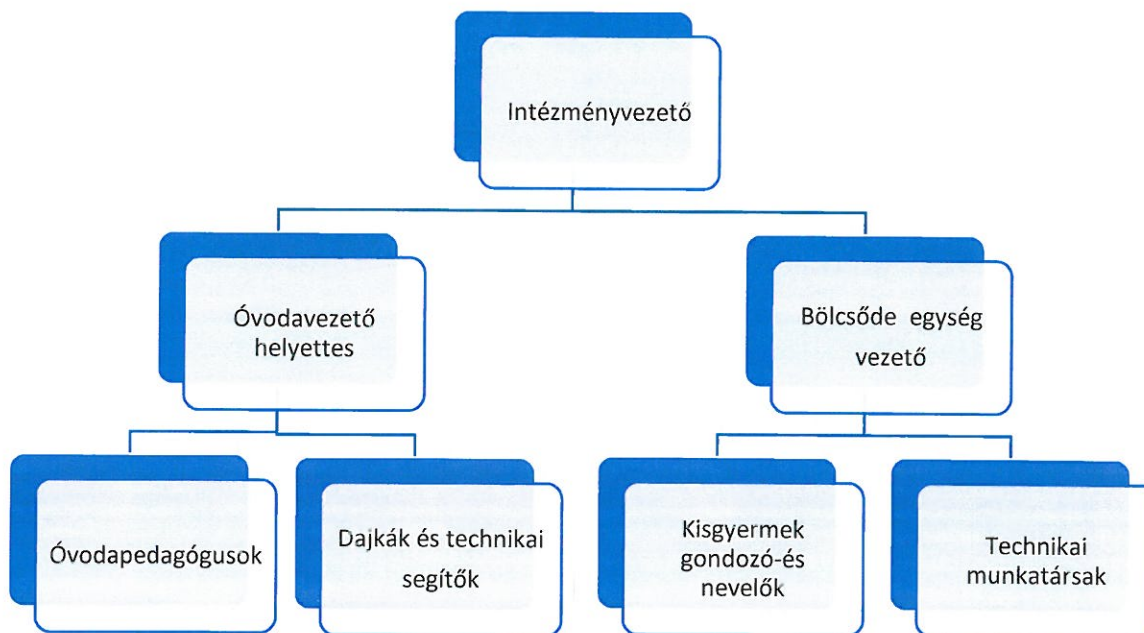 Intézményvezető
Óvodavezető
helyettes
Bölcsőde egység
vezető
Óvodapedagógusok
Dajkák és technikai
segítők
Kisgyermek
gondozó-és
nevelők
Technikai
munkatársak